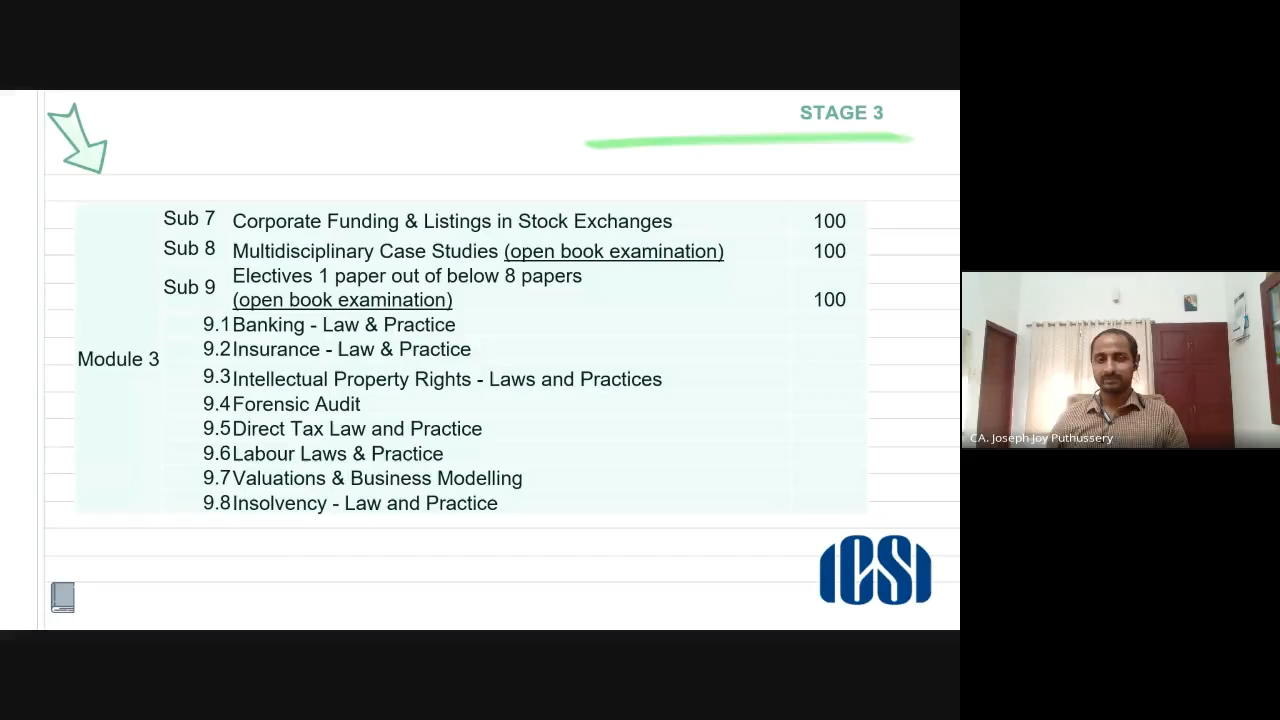 STAGE 3
Sub 7 Corporate Funding & Listings in Stock Exchanges 100
Sub 8 Multidisciplinary Case Studies (open book examination) 100
Sub 9 Electives 1 paper out of below 8 papers
(open book examination) 100
9.1 Banking - Law & Practice
9.2 Insurance - Law & Practice
Module 3
9.3 Intellectual Property Rights - Laws and Practices
9.4 Forensic Audit
9.5 Direct Tax Law and Practice
9.6 Labour Laws & Practice
9.7 Valuations & Business Modelling
9.8 Insolvency - Law and Practice
ICSI
CA. Joseph Joy Puthussery